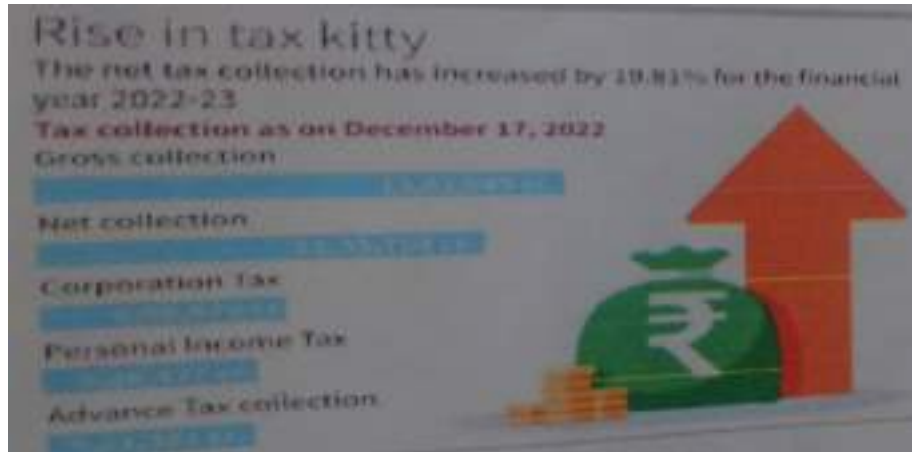 Rise in tax kitty
The net tax collection has increased by 19.81% for the financial
year 2022-23
Tax collection as on December 17, 2022
Gross collection
Net collection
Corporation Tax
Personal Income Tax
Advance Tax collection
₹